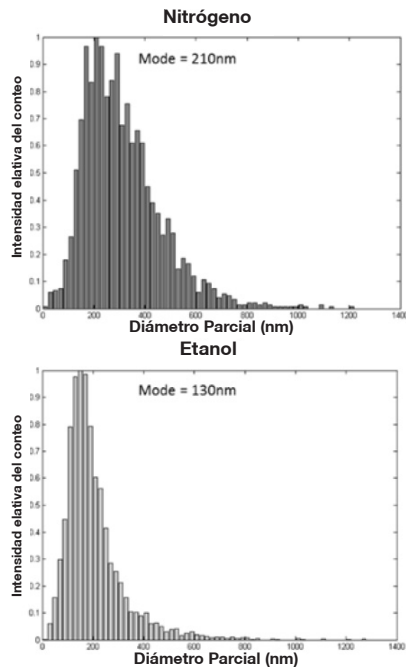 Nitrógeno
Mode = 210nm
Intensidad elativa del conteo
1
0.9
0.8
0.7
0.6
0.5
0.4
0.3
0.2
0.1
0
0 200 400 600 800 1000 1200 1400
Diámetro Parcial (nm)
Etanol
Mode = 130nm
Intensidad elativa del conteo
1
0.9
0.8
0.7
0.6
0.5
0.4
0.3
0.2
0.1
0
0 200 400 600 800 1000 1200 1400
Diámetro Parcial (nm)